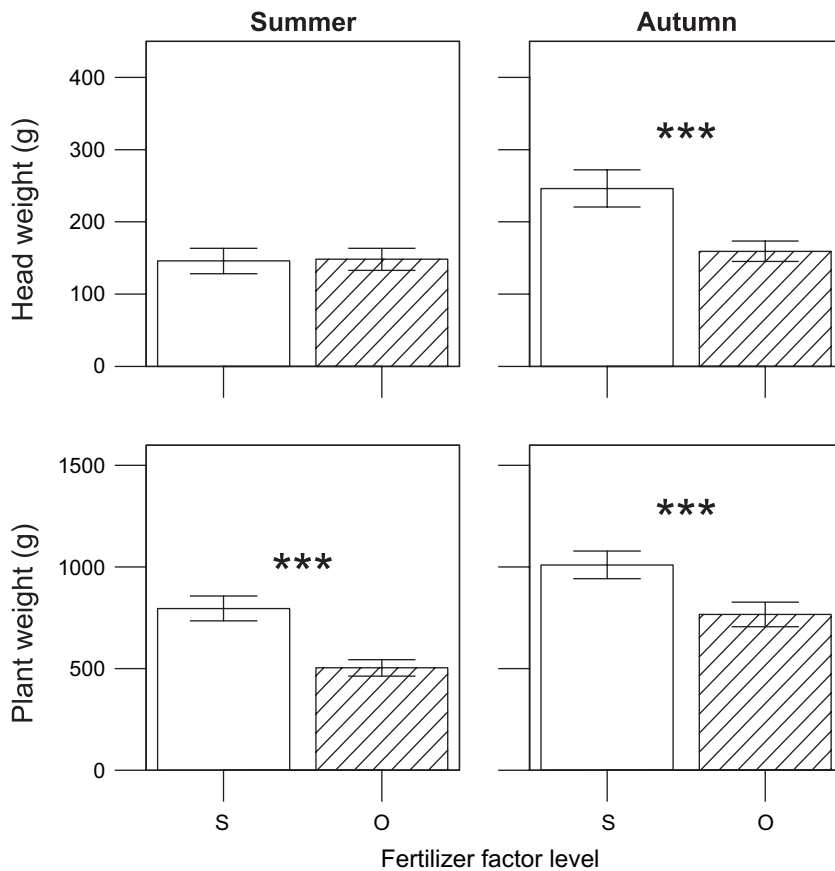 Summer
Autumn
Head weight (g)
400
300
200
100
0
***
Plant weight (g)
1500
1000
500
0
***
***
S
O
S
O
Fertilizer factor level